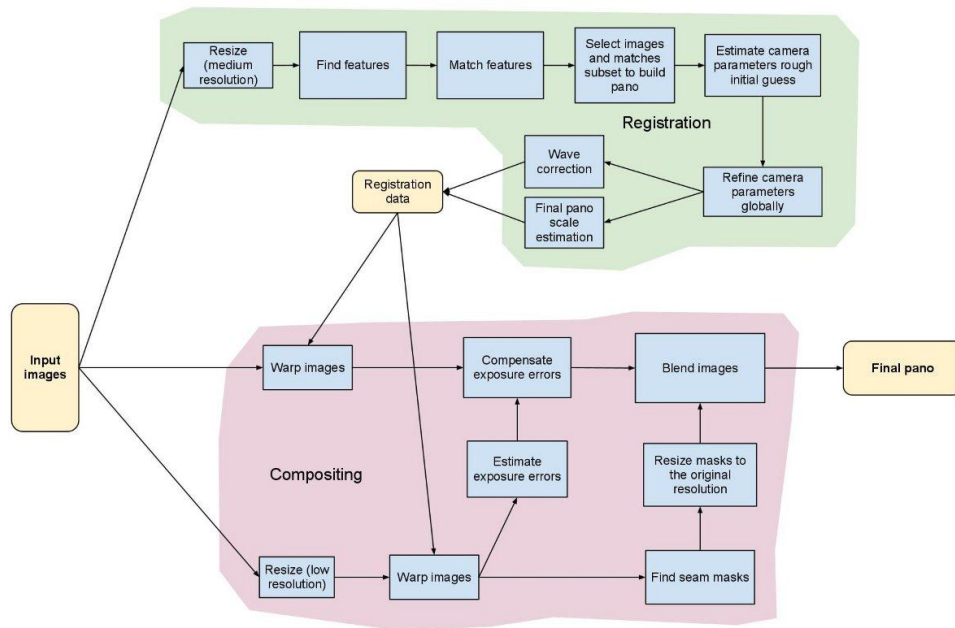 Resize
(medium
resolution)
Find features
Match features
Select images
and matches
subset to build
pano
Estimate camera
parameters rough
initial guess
Registration
Wave
correction
Refine camera
parameters
globally
Registration
data
Final pano
scale
estimation
Input
images
Warp images
Compensate
exposure errors
Blend images
Final pano
Compositing
Estimate
exposure errors
Resize masks to
the original
resolution
Resize (low
resolution)
Warp images
Find seam masks